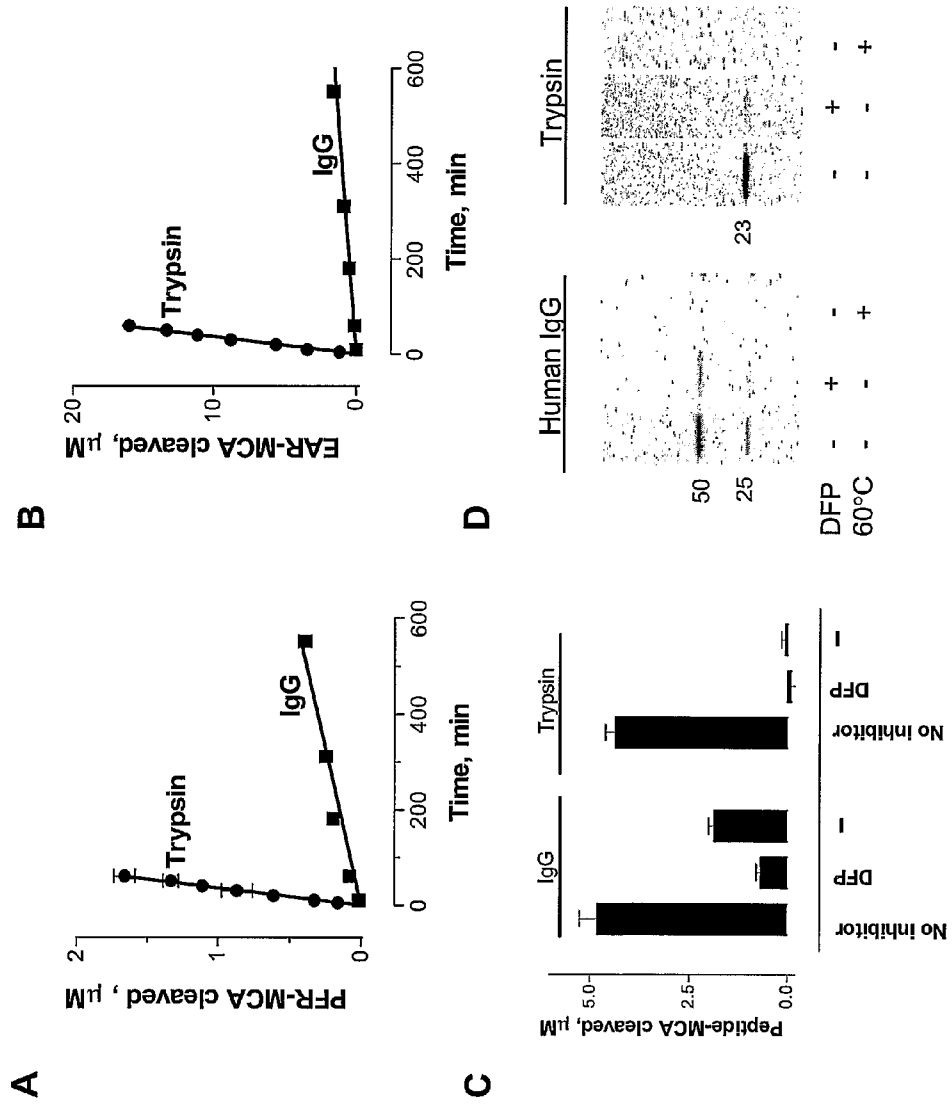 A
PFR-MCA cleaved , μM
2
1
0
Trypsin
IgG
0
200
400
600
Time, min
B
EAR-MCA cleaved, μM
20
10
0
Trypsin
IgG
0
200
400
600
Time, min
C
Peptide-MCA cleaved, μM
5.0
2.5
0.0
IgG
Trypsin
No inhibitor
DFP
I
No inhibitor
DFP
I
D
Human IgG
Trypsin
50
25
23
DFP - + - - + -
60°C - - + - - +